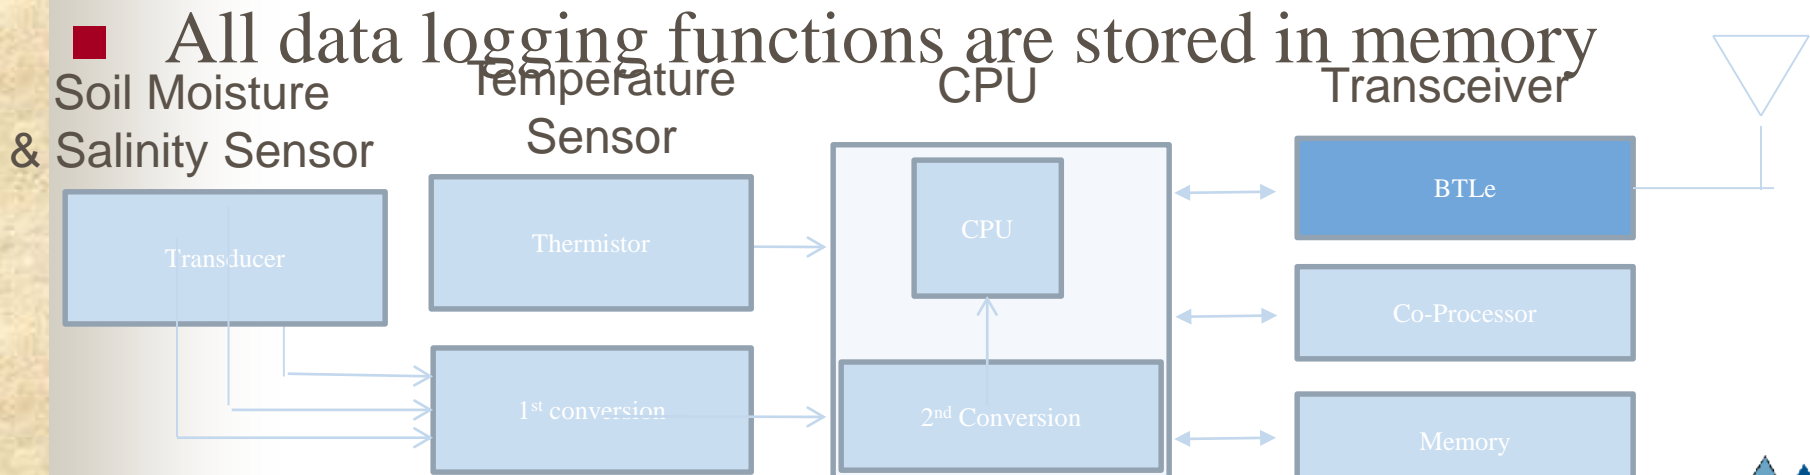 All data logging functions are stored in memory
Soil Moisture
& Salinity Sensor
Temperature
Sensor
CPU
Transceiver
Transducer
Thermistor
CPU
BTLe
Co-Processor
1st conversion
2nd Conversion
Memory